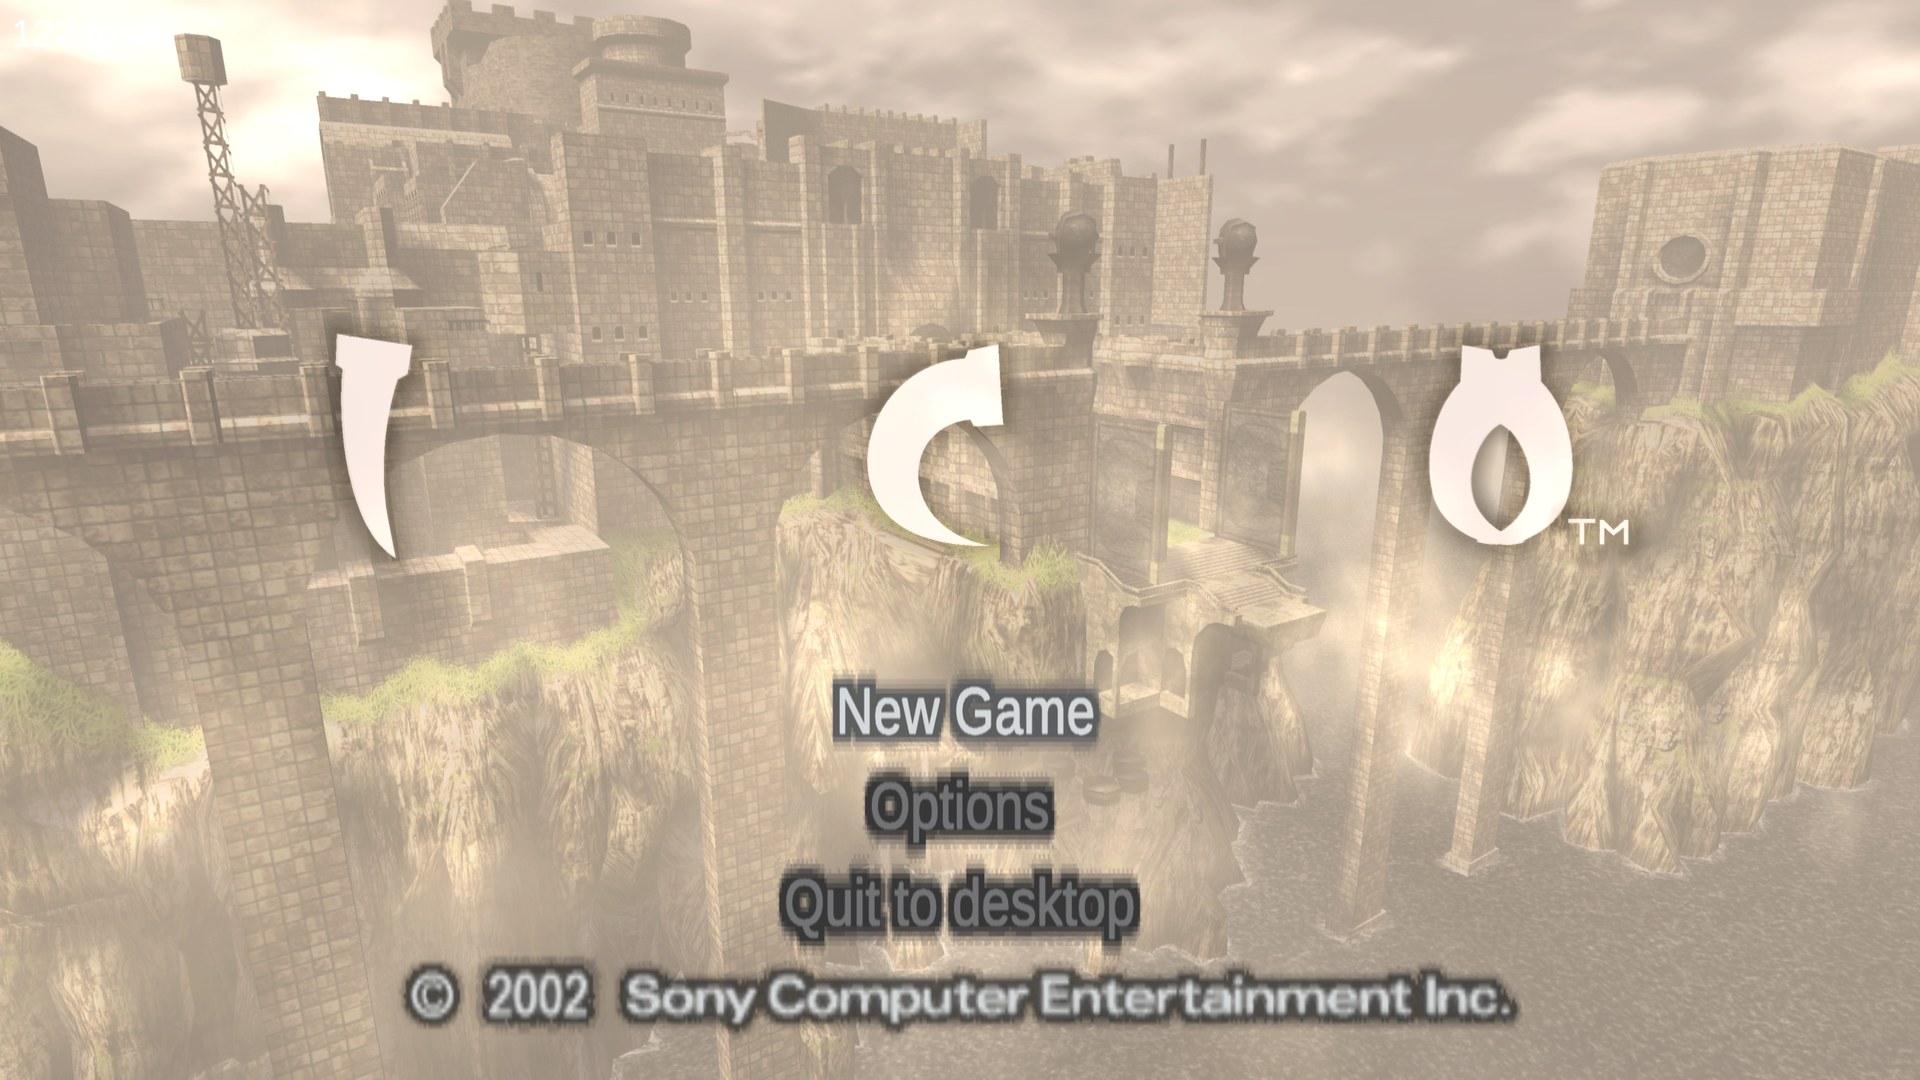 ICO™
New Game
Options
Quit to desktop
© 2002 Sony Computer Entertainment Inc.